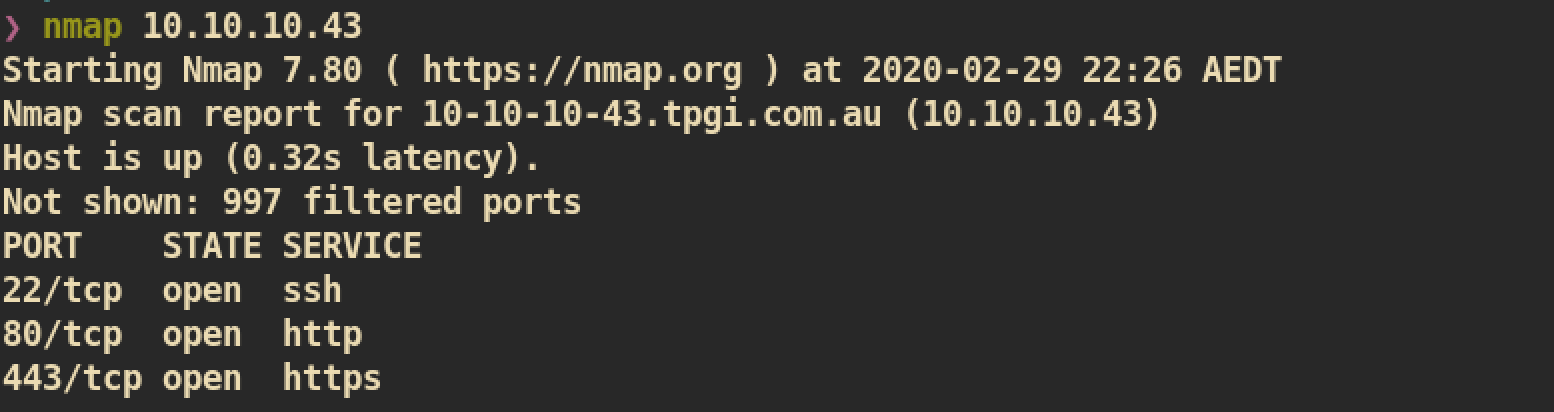 ❯ nmap 10.10.10.43
Starting Nmap 7.80 ( https://nmap.org ) at 2020-02-29 22:26 AEDT
Nmap scan report for 10-10-10-43.tpgi.com.au (10.10.10.43)
Host is up (0.32s latency).
Not shown: 997 filtered ports
PORT    STATE SERVICE
22/tcp  open  ssh
80/tcp  open  http
443/tcp open  https